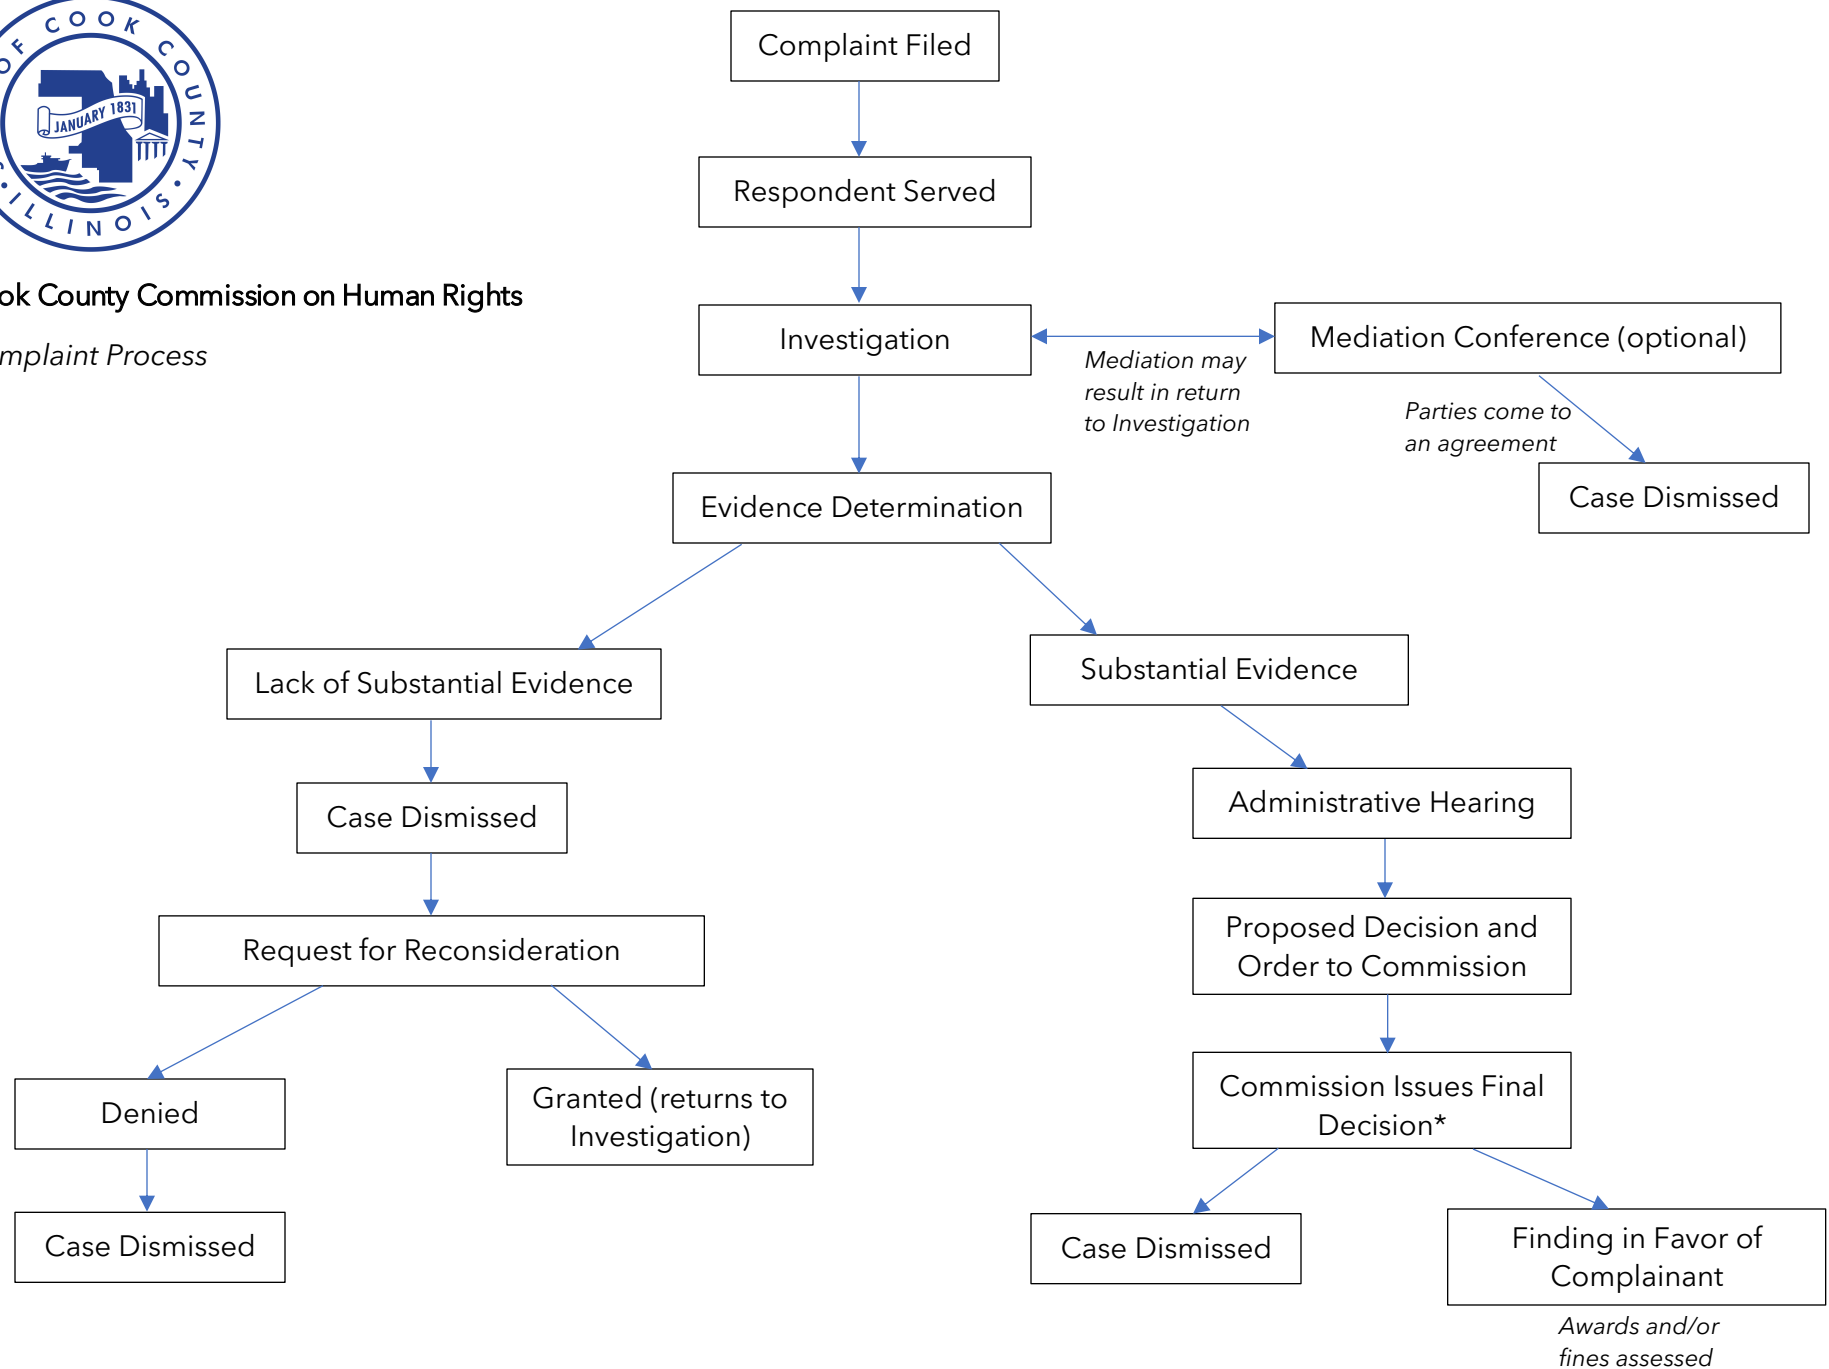 OF COOK COUNTY
JANUARY 1831
• ILLINOIS •
Complaint Filed
Respondent Served
ok County Commission on Human Rights
mplaint Process
Investigation
Mediation Conference (optional)
Mediation may
result in return
to Investigation
Parties come to
an agreement
Case Dismissed
Evidence Determination
Lack of Substantial Evidence
Substantial Evidence
Case Dismissed
Administrative Hearing
Request for Reconsideration
Proposed Decision and
Order to Commission
Denied
Granted (returns to
Investigation)
Commission Issues Final
Decision*
Case Dismissed
Case Dismissed
Finding in Favor of
Complainant
Awards and/or
fines assessed